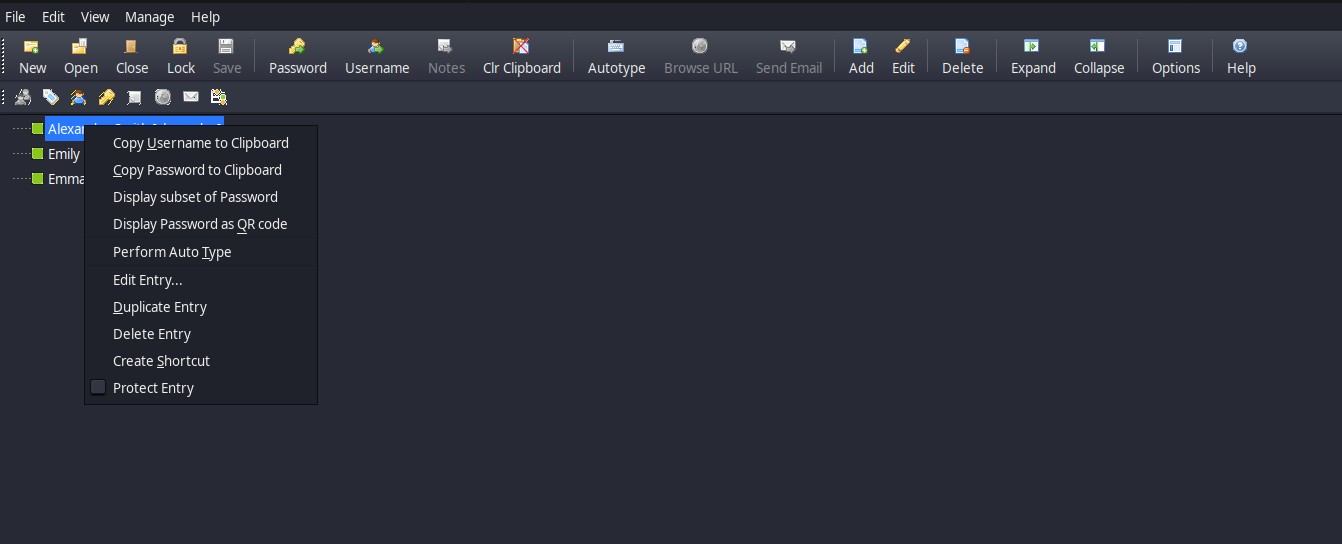 File Edit View Manage Help
New Open Close Lock Save Password Username Notes Clr Clipboard Autotype Browse URL Send Email Add Edit Delete Expand Collapse Options Help
Emily
Copy Username to Clipboard
Copy Password to Clipboard
Display subset of Password
Display Password as QR code
Perform Auto Type
Edit Entry...
Duplicate Entry
Delete Entry
Create Shortcut
Protect Entry